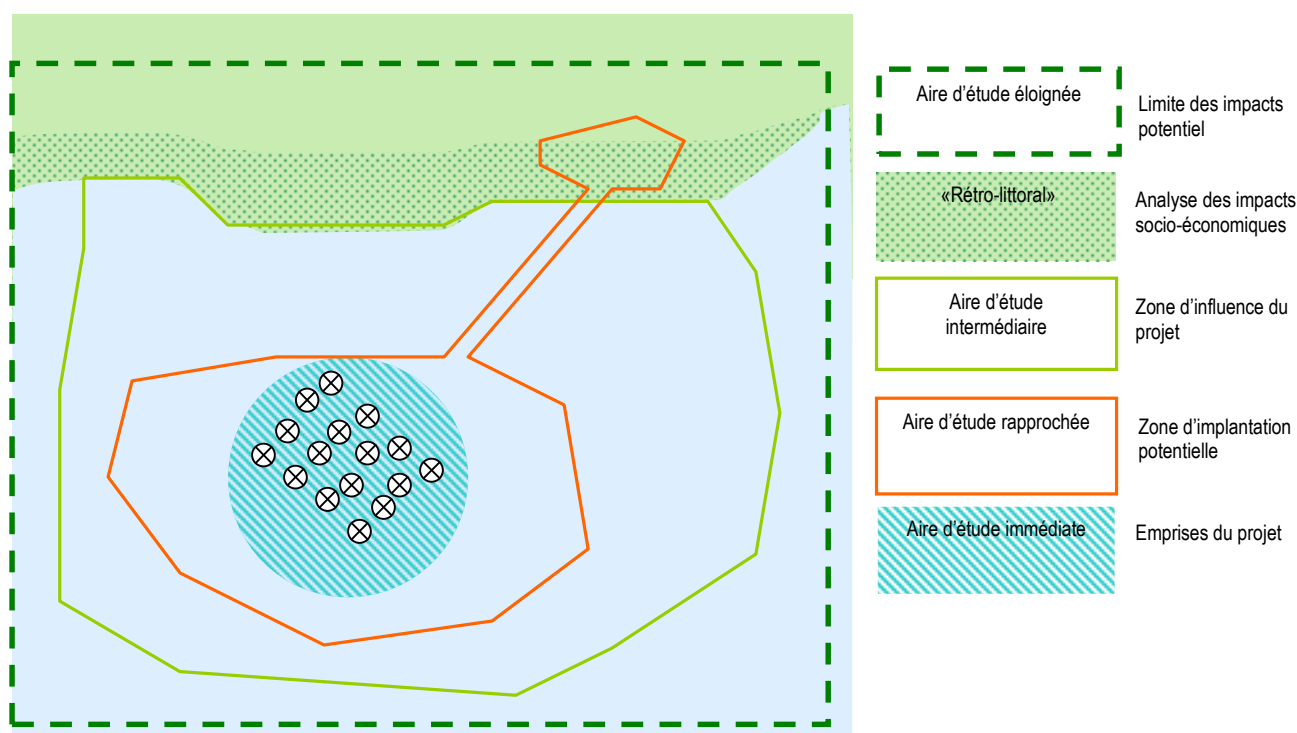 Aire d'étude éloignée
Limite des impacts
potentiel
«Rétro-littoral»
Analyse des impacts
socio-économiques
Aire d'étude
intermédiaire
Zone d'influence du
projet
Aire d'étude rapprochée
Zone d'implantation
potentielle
Aire d'étude immédiate
Emprises du projet